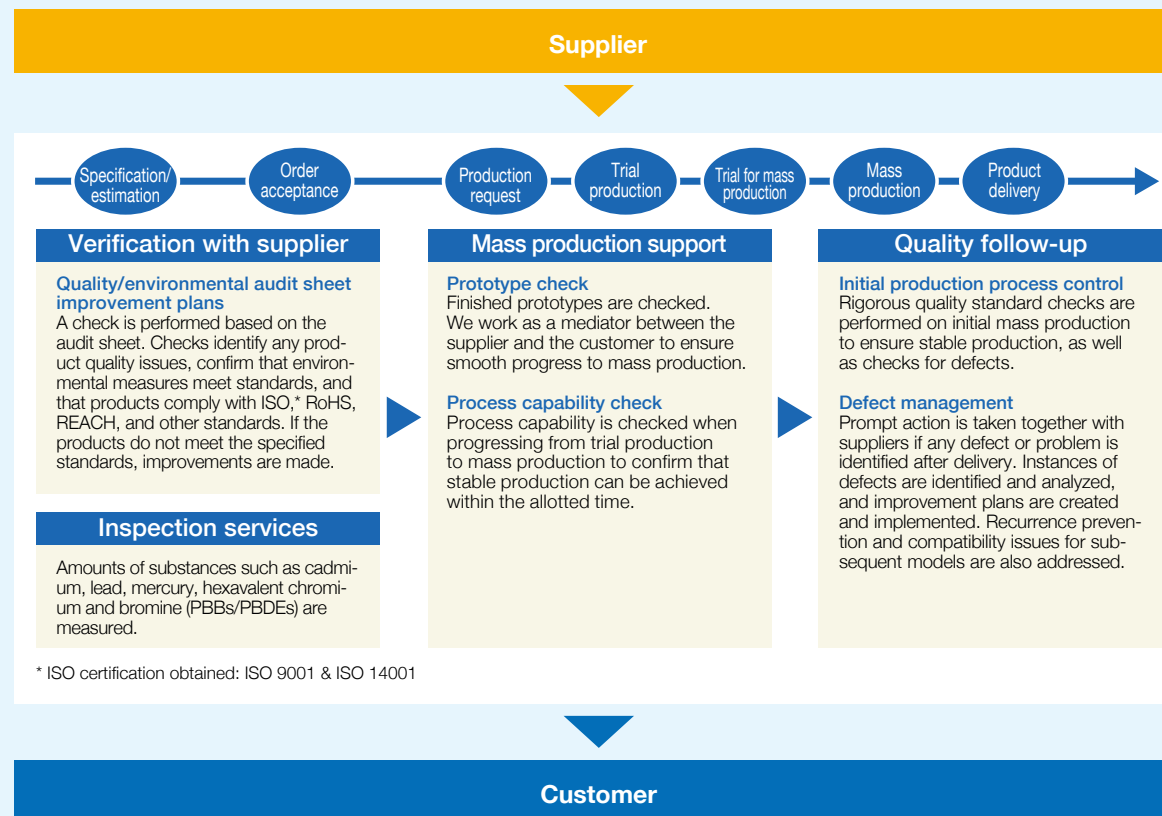 Supplier
Specification/
estimation
Order
acceptance
Production
request
Trial
production
Trial for mass
production
Mass
production
Product
delivery
Verification with supplier
Quality/environmental audit sheet
improvement plans
A check is performed based on the
audit sheet. Checks identify any prod-
uct quality issues, confirm that environ-
mental measures meet standards, and
that products comply with ISO,* RoHS,
REACH, and other standards. If the
products do not meet the specified
standards, improvements are made.
Inspection services
Amounts of substances such as cadmi-
um, lead, mercury, hexavalent chromi-
um and bromine (PBBs/PBDEs) are
measured.
Mass production support
Prototype check
Finished prototypes are checked.
We work as a mediator between the
supplier and the customer to ensure
smooth progress to mass production.
Process capability check
Process capability is checked when
progressing from trial production
to mass production to confirm that
stable production can be achieved
within the allotted time.
Quality follow-up
Initial production process control
Rigorous quality standard checks are
performed on initial mass production
to ensure stable production, as well
as checks for defects.
Defect management
Prompt action is taken together with
suppliers if any defect or problem is
identified after delivery. Instances of
defects are identified and analyzed,
and improvement plans are created
and implemented. Recurrence preven-
tion and compatibility issues for sub-
sequent models are also addressed.
* ISO certification obtained: ISO 9001 & ISO 14001
Customer